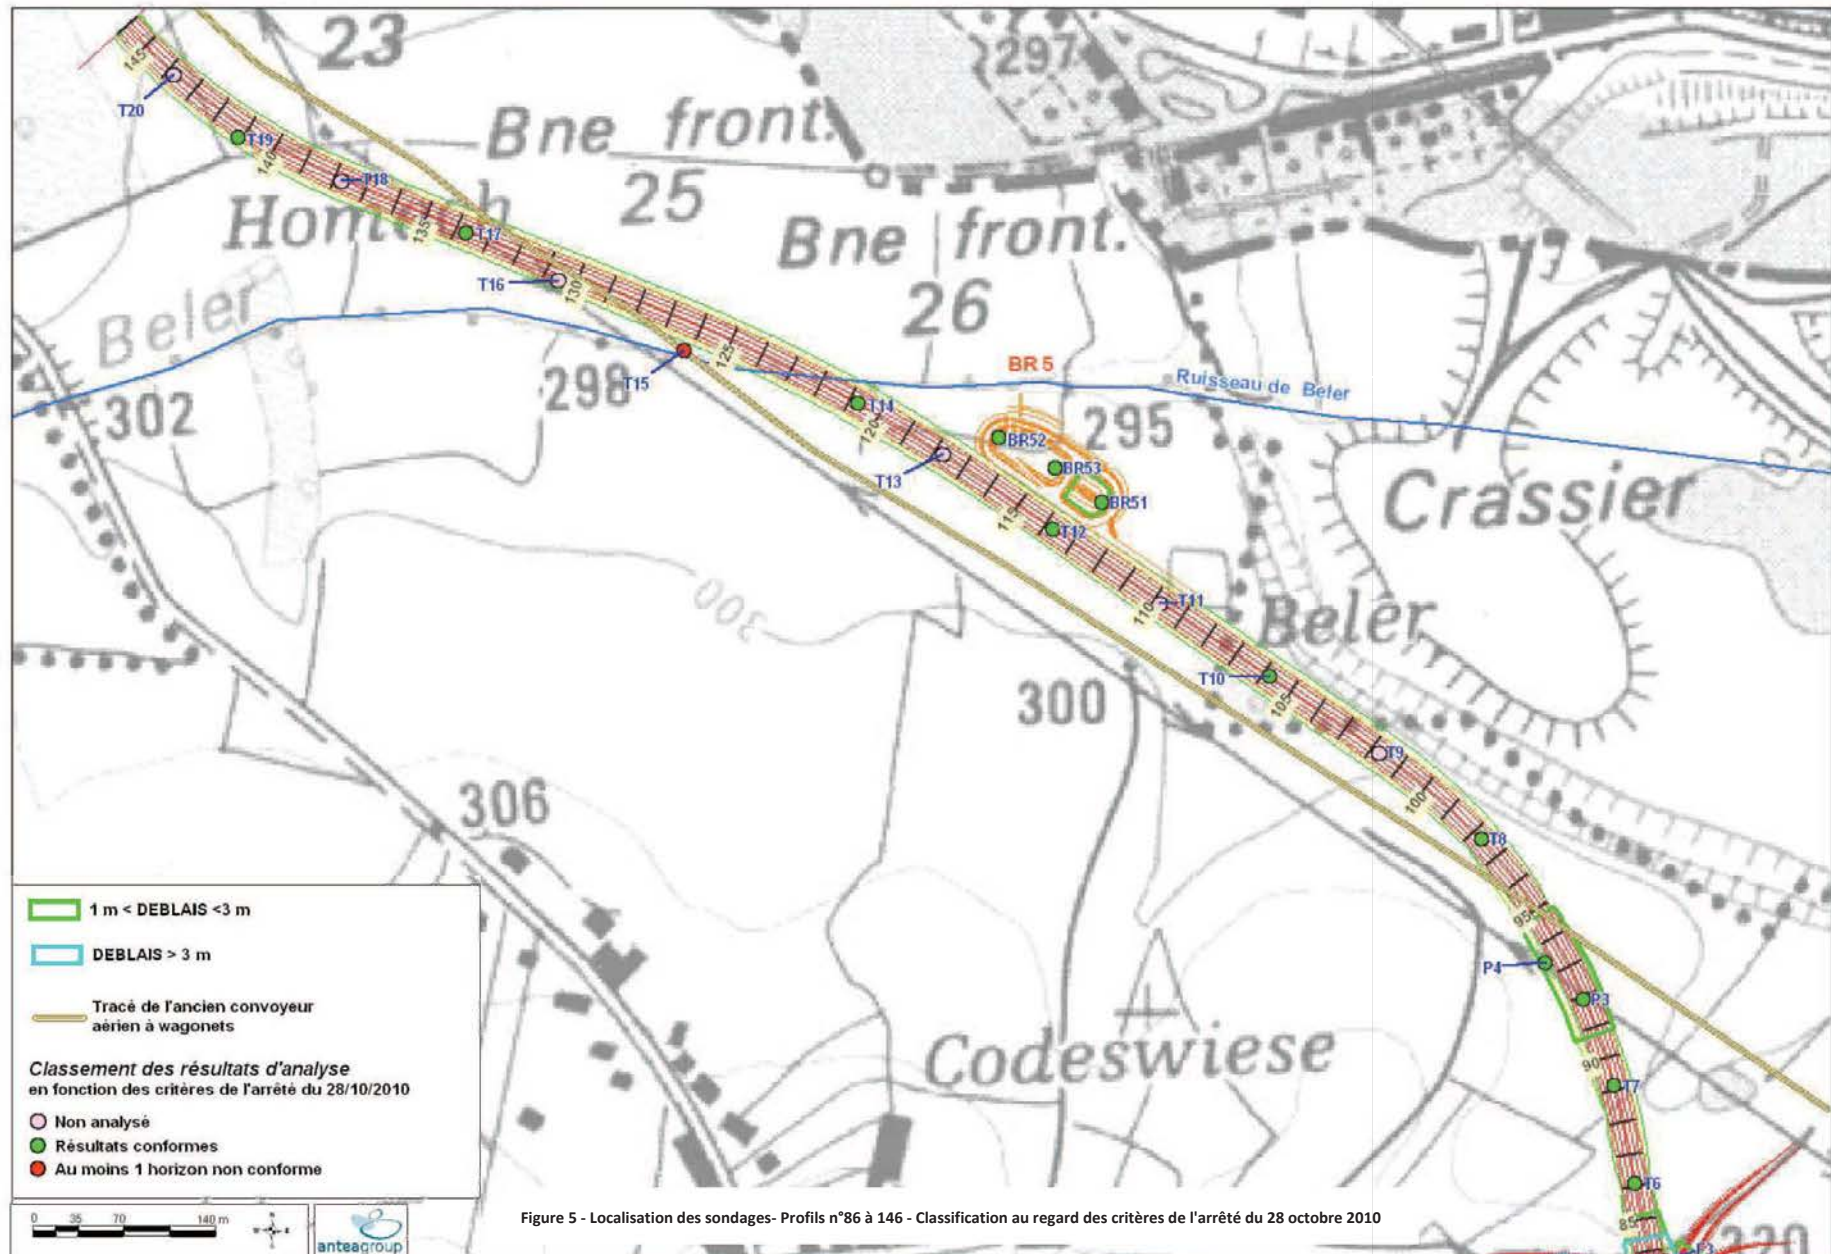 23
297
145
T20
Bne front.
T19
140
T18
25
135
T17
Bne front.
T16
130
26
Beler
BR 5
Ruisseau de Beler
T15
125
298
302
T14
120
BR52
295
BR53
T13
BR51
Crassier
115
T12
300
110
T11
Beler
T10
300
105
T9
306
100
T8
95
P4
P3
Codeswiese
90
T7
T6
85
1 m < DEBLAIS <3 m
DEBLAIS > 3 m
Tracé de l'ancien convoyeur
aérien à wagonets
Classement des résultats d'analyse
en fonction des critères de l'arrêté du 28/10/2010
Non analysé
Résultats conformes
Au moins 1 horizon non conforme
0 35 70 140 m
anteagroup
Figure 5 - Localisation des sondages- Profils n°86 à 146 - Classification au regard des critères de l'arrêté du 28 octobre 2010